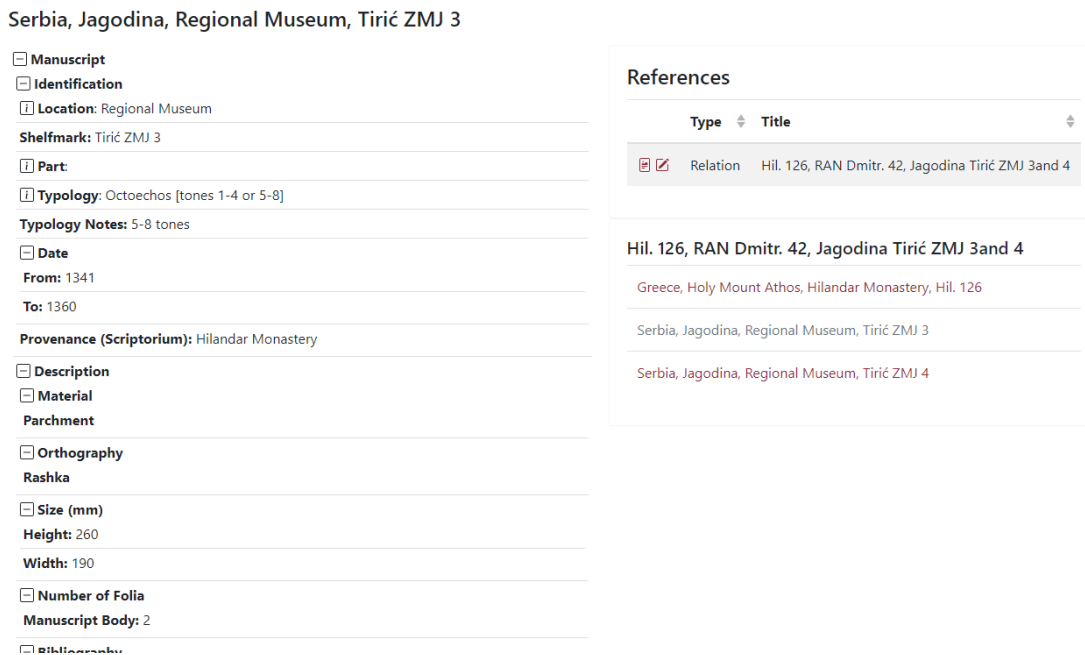 Serbia, Jagodina, Regional Museum, Tirić ZMJ 3
Manuscript
Identification
Location: Regional Museum
Shelfmark: Tirić ZMJ 3
Part:
Typology: Octoechos [tones 1-4 or 5-8]
Typology Notes: 5-8 tones
Date
From: 1341
To: 1360
Provenance (Scriptorium): Hilandar Monastery
Description
Material
Parchment
Orthography
Rashka
Size (mm)
Height: 260
Width: 190
Number of Folia
Manuscript Body: 2
Bibliography
References
Type Title
Relation Hil. 126, RAN Dmitr. 42, Jagodina Tirić ZMJ 3and 4
Hil. 126, RAN Dmitr. 42, Jagodina Tirić ZMJ 3and 4
Greece, Holy Mount Athos, Hilandar Monastery, Hil. 126
Serbia, Jagodina, Regional Museum, Tirić ZMJ 3
Serbia, Jagodina, Regional Museum, Tirić ZMJ 4